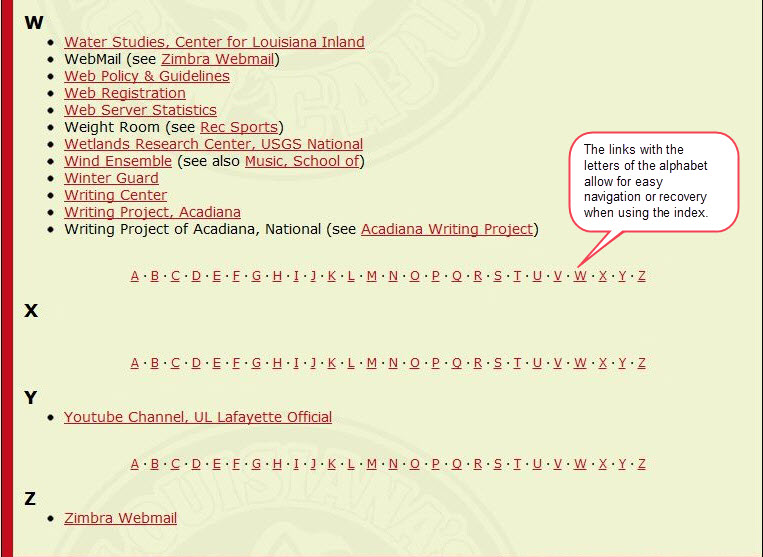 W
Water Studies, Center for Louisiana Inland
WebMail (see Zimbra Webmail)
Web Policy & Guidelines
Web Registration
Web Server Statistics
Weight Room (see Rec Sports)
Wetlands Research Center, USGS National
Wind Ensemble (see also Music, School of)
Winter Guard
Writing Center
Writing Project, Acadiana
Writing Project of Acadiana, National (see Acadiana Writing Project)
The links with the
letters of the alphabet
allow for easy
navigation or recovery
when using the index.
A · B · C · D · E · F · G · H · I · J · K · L · M · N · O · P · Q · R · S · T · U · V · W · X · Y · Z
X
A · B · C · D · E · F · G · H · I · J · K · L · M · N · O · P · Q · R · S · T · U · V · W · X · Y · Z
Y
Youtube Channel, UL Lafayette Official
A · B · C · D · E · F · G · H · I · J · K · L · M · N · O · P · Q · R · S · T · U · V · W · X · Y · Z
Z
Zimbra Webmail